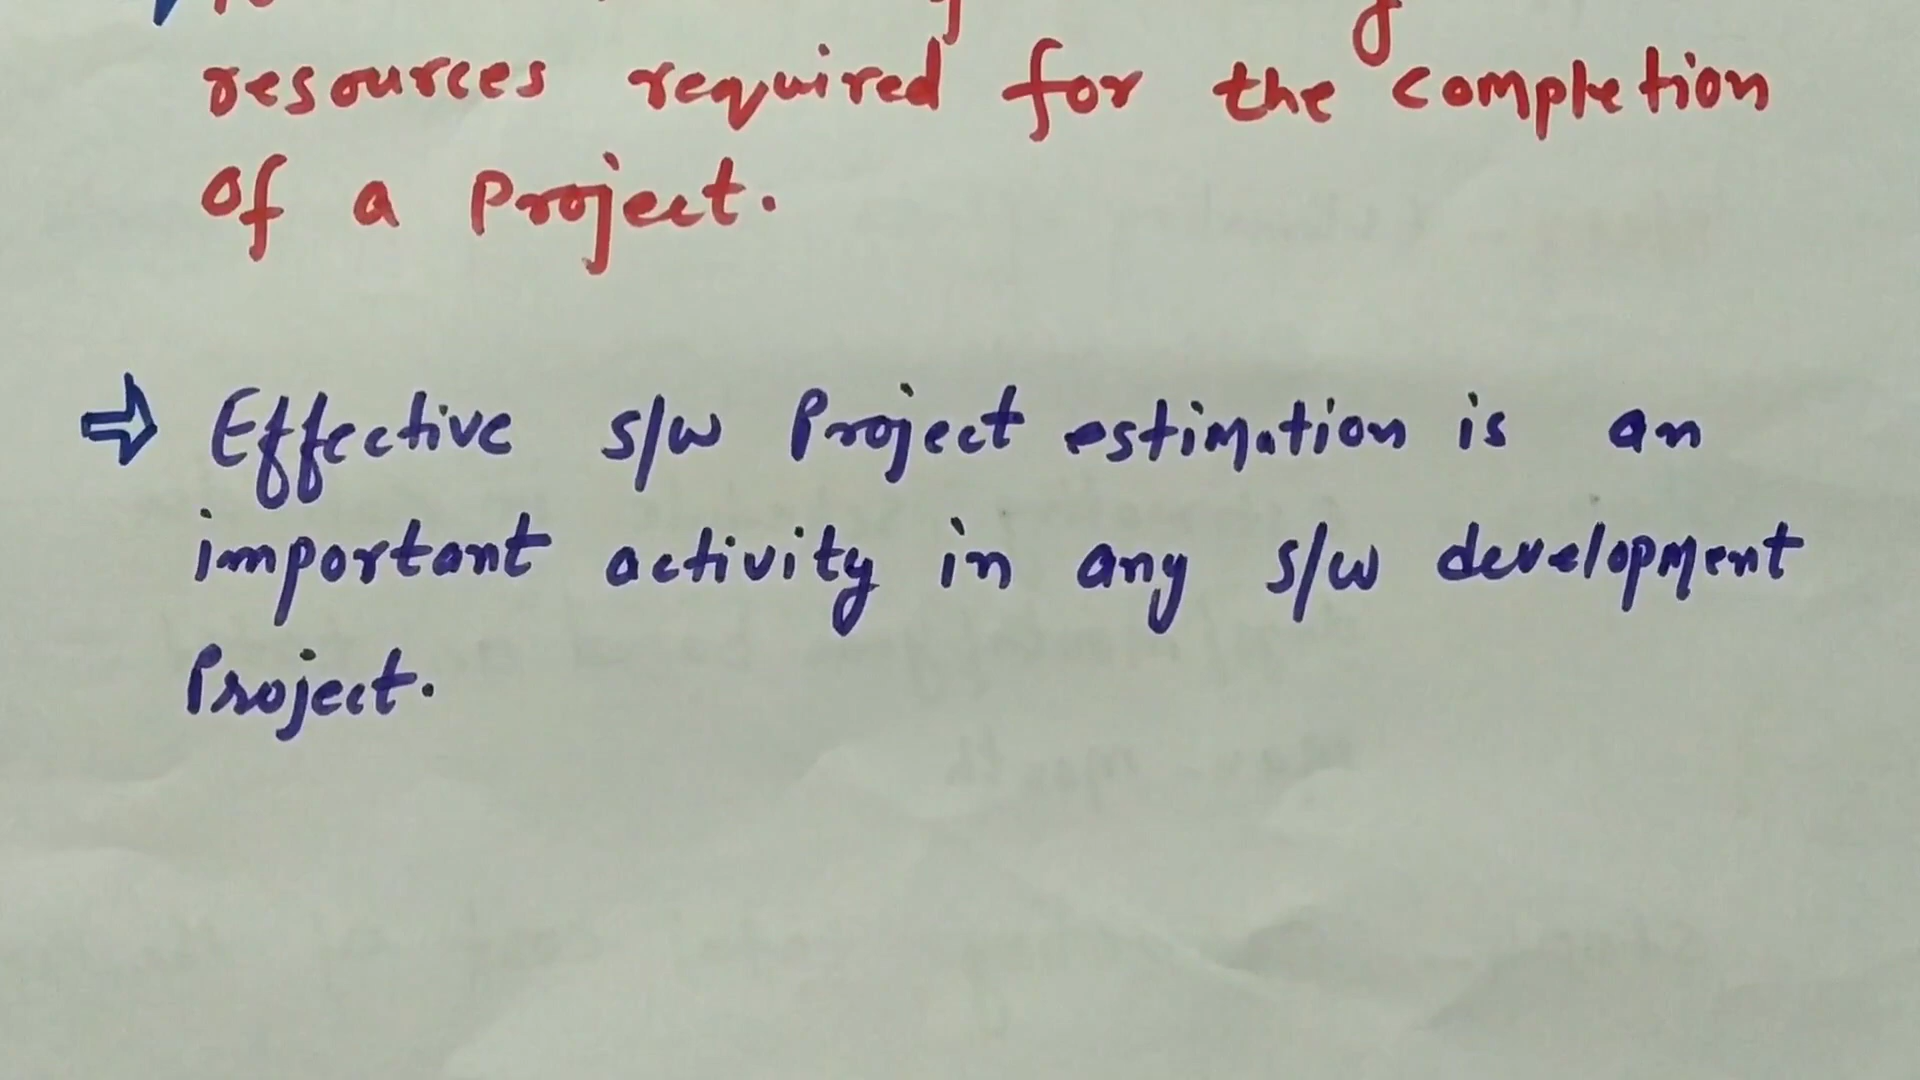 resources required for the completion
of a Project.
⇒ Effective s/w Project estimation is an
important activity in any s/w development
Project.